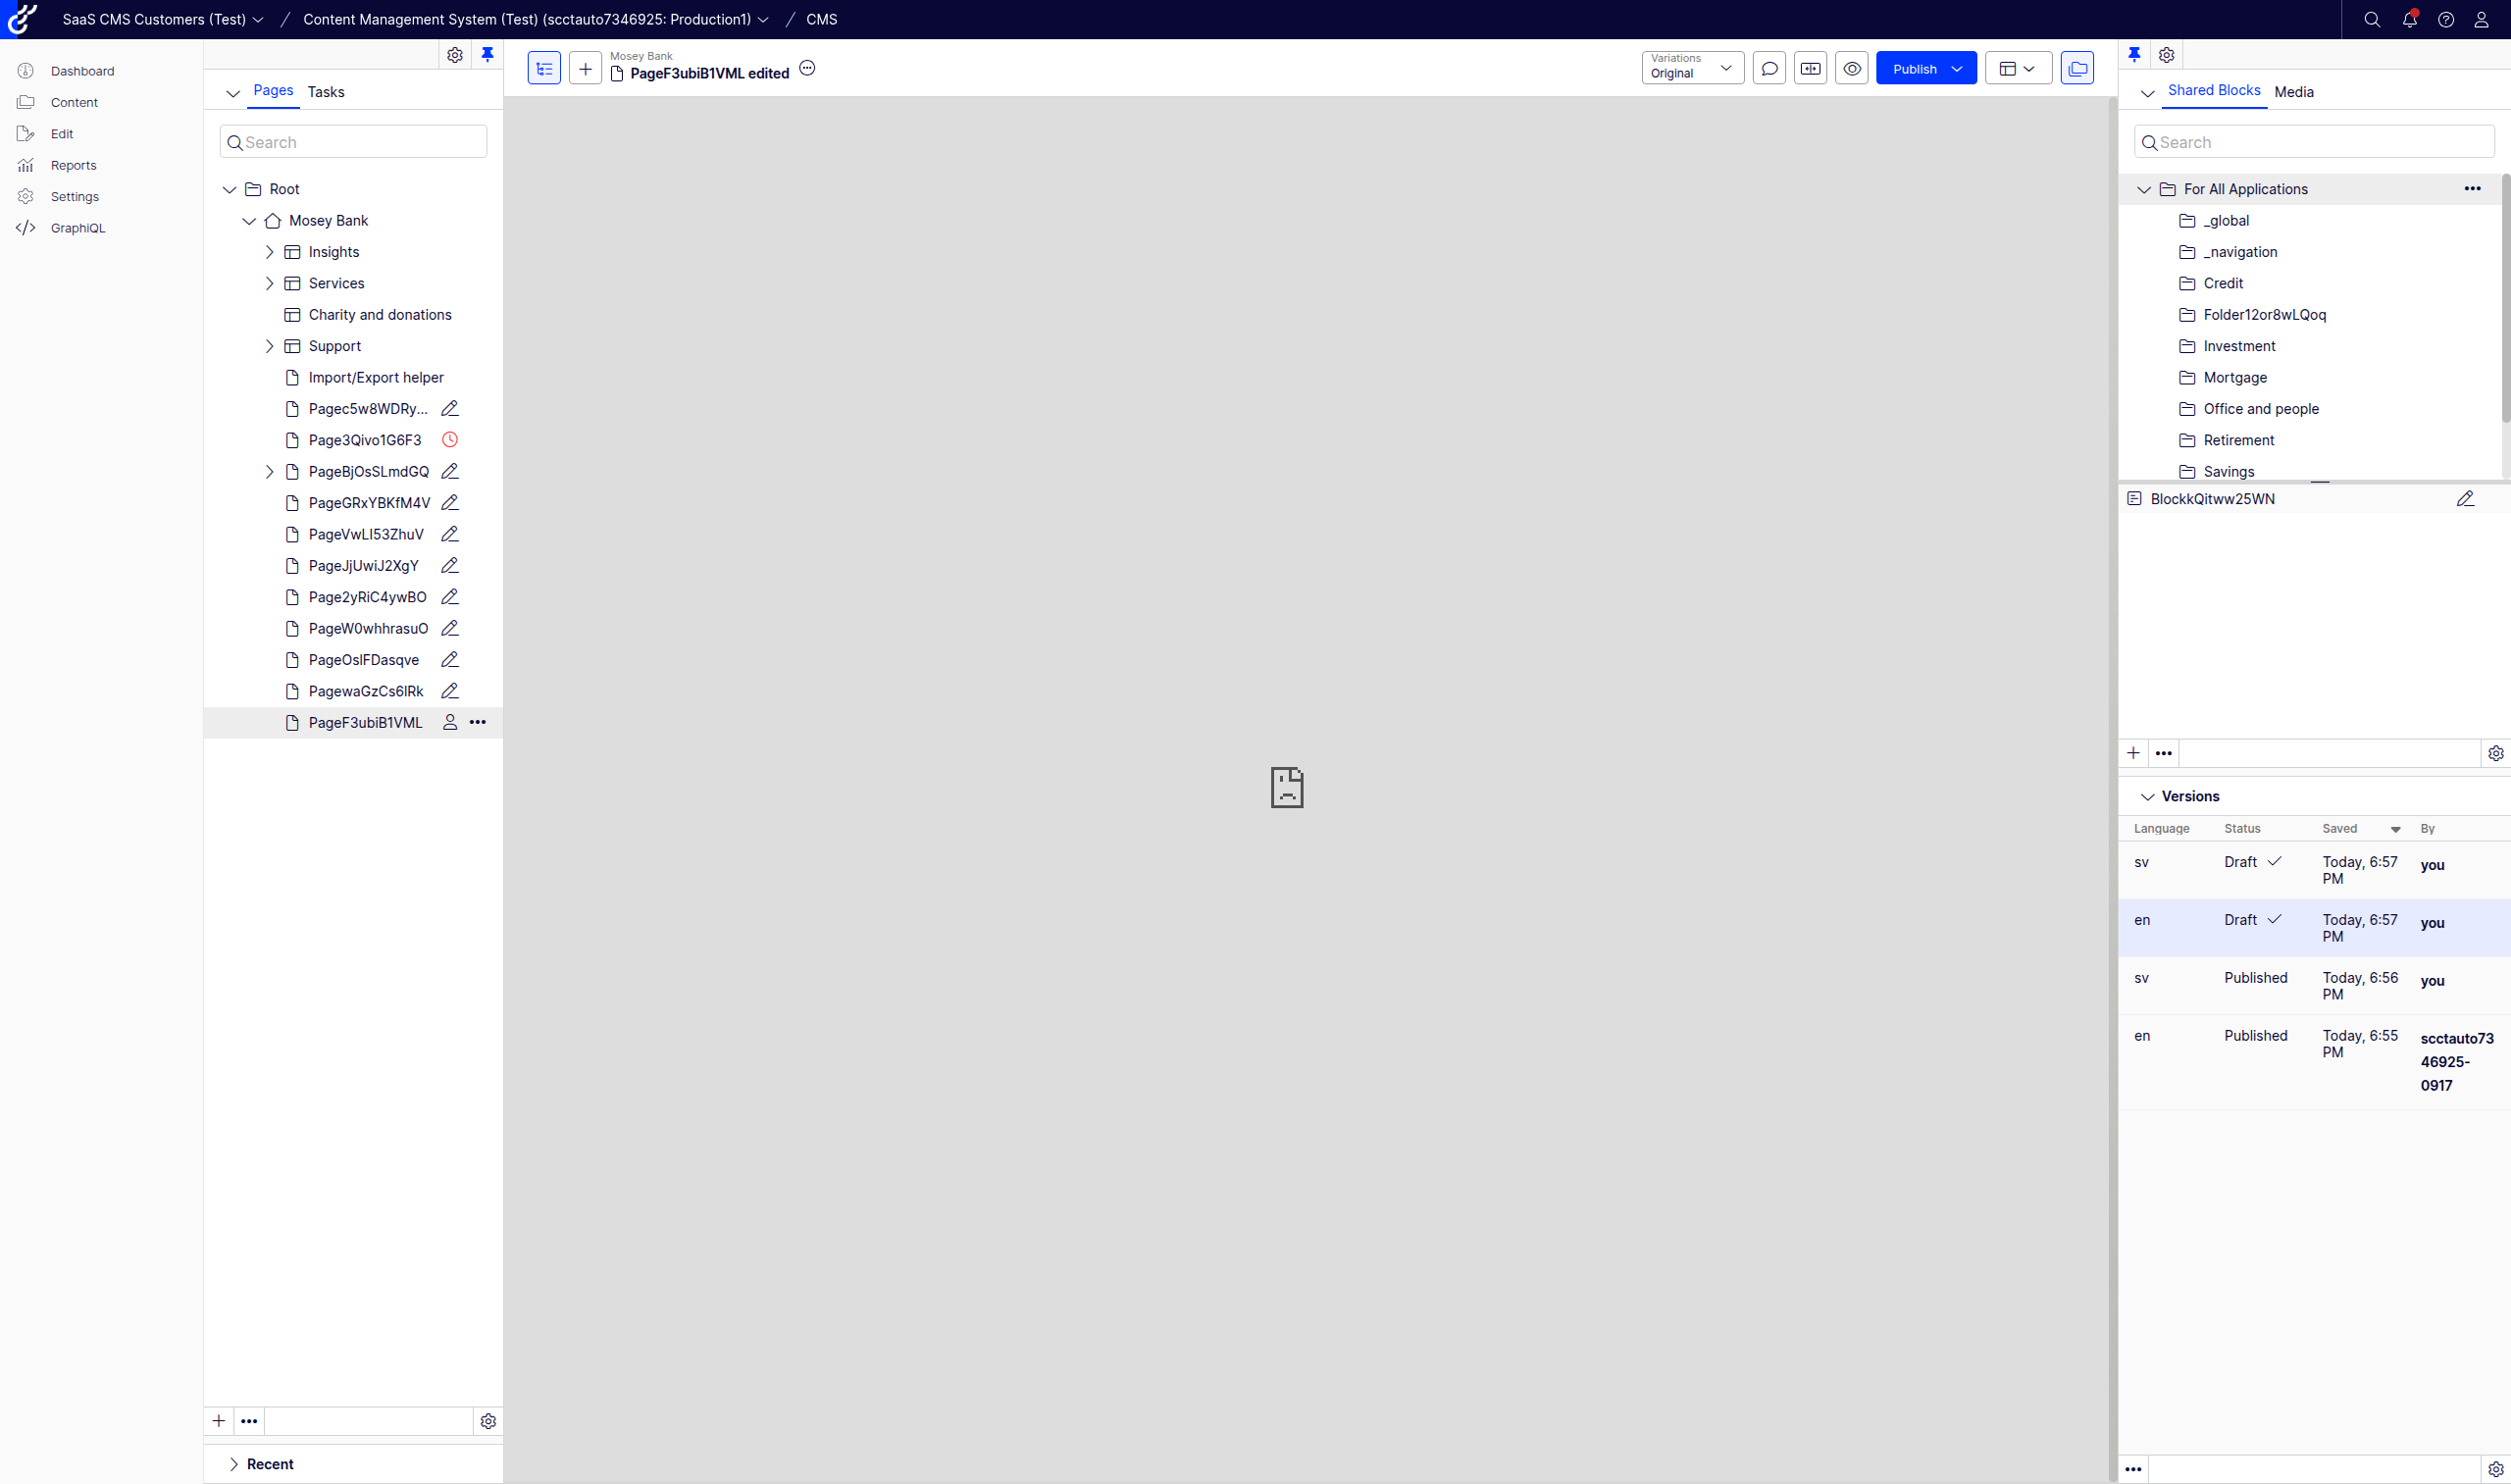 SaaS CMS Customers (Test) / Content Management System (Test) (scctauto7346925: Production1) / CMS
Dashboard
Content
Edit
Reports
Settings
GraphiQL
Pages Tasks
Search
Root
Mosey Bank
Insights
Services
Charity and donations
Support
Import/Export helper
Pagec5w8WDRy...
Page3Qivo1G6F3
PageBjOsSLmdGQ
PageGRxYBKfM4V
PageVwLI53ZhuV
PageJjUwiJ2XgY
Page2yRiC4ywBO
PageW0whhrasuO
PageOslFDasqve
PagewaGzCs6IRk
PageF3ubiB1VML
Recent
Mosey Bank
PageF3ubiB1VML edited
Variations
Original
Publish
Shared Blocks Media
Search
For All Applications
_global
_navigation
Credit
Folder12or8wLQoq
Investment
Mortgage
Office and people
Retirement
Savings
BlockkQitww25WN
Versions
Language Status Saved By
sv Draft Today, 6:57 PM you
en Draft Today, 6:57 PM you
sv Published Today, 6:56 PM you
en Published Today, 6:55 PM scctauto7346925-0917